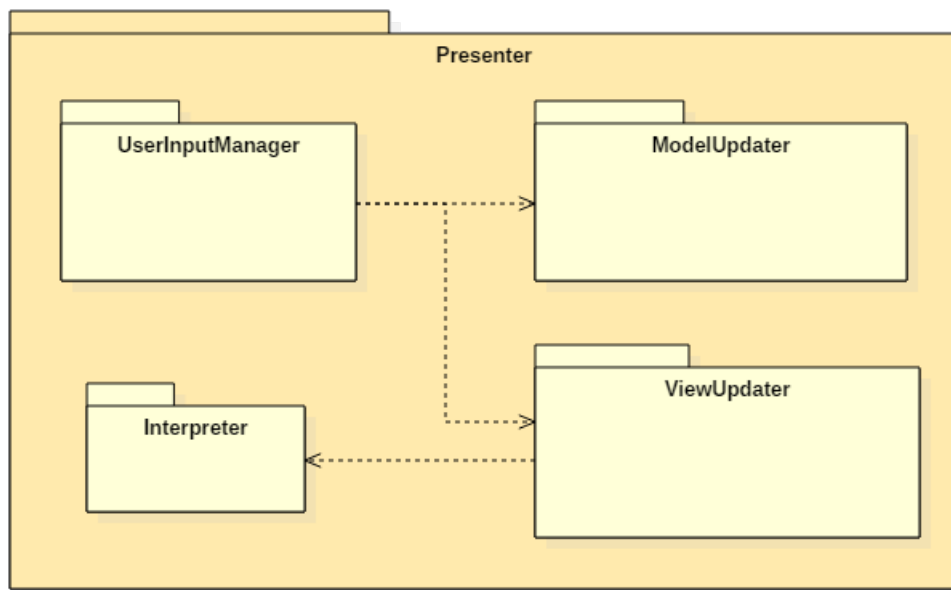 Presenter
UserInputManager
ModelUpdater
ViewUpdater
Interpreter